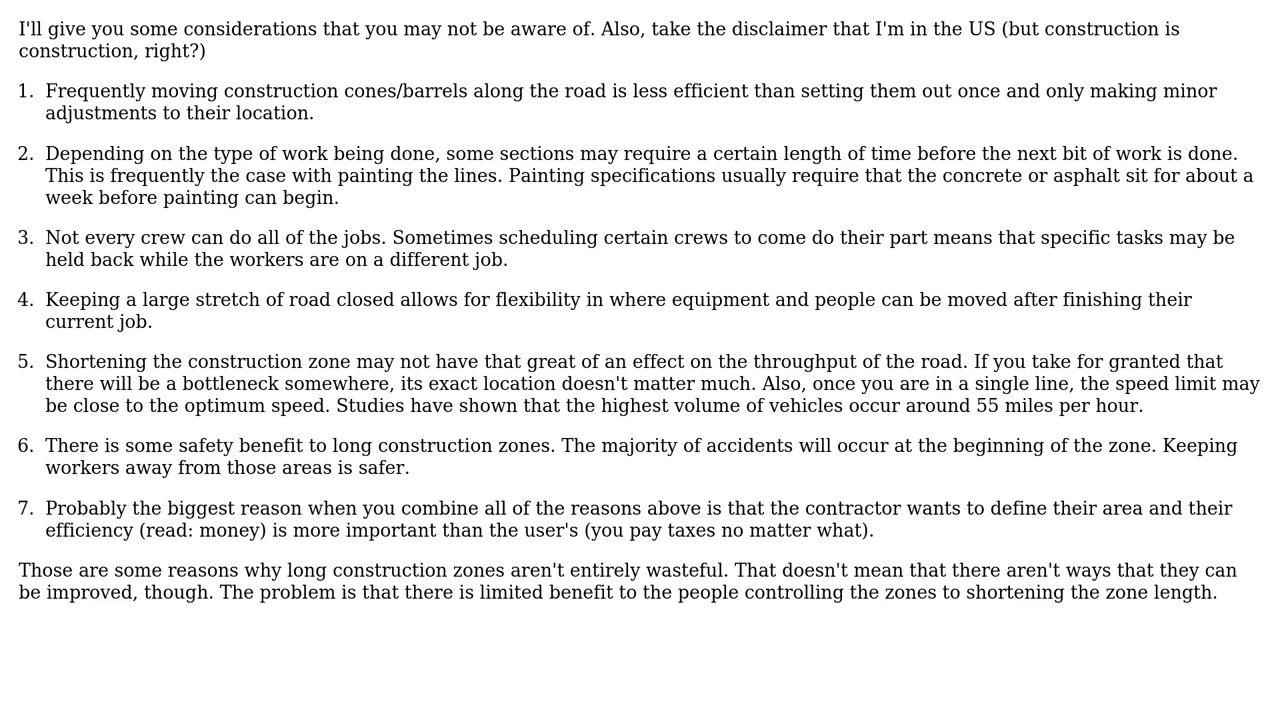 I'll give you some considerations that you may not be aware of. Also, take the disclaimer that I'm in the US (but construction is
construction, right?)
1. Frequently moving construction cones/barrels along the road is less efficient than setting them out once and only making minor
adjustments to their location.
2. Depending on the type of work being done, some sections may require a certain length of time before the next bit of work is done.
This is frequently the case with painting the lines. Painting specifications usually require that the concrete or asphalt sit for about a
week before painting can begin.
3. Not every crew can do all of the jobs. Sometimes scheduling certain crews to come do their part means that specific tasks may be
held back while the workers are on a different job.
4. Keeping a large stretch of road closed allows for flexibility in where equipment and people can be moved after finishing their
current job.
5. Shortening the construction zone may not have that great of an effect on the throughput of the road. If you take for granted that
there will be a bottleneck somewhere, its exact location doesn't matter much. Also, once you are in a single line, the speed limit may
be close to the optimum speed. Studies have shown that the highest volume of vehicles occur around 55 miles per hour.
6. There is some safety benefit to long construction zones. The majority of accidents will occur at the beginning of the zone. Keeping
workers away from those areas is safer.
7. Probably the biggest reason when you combine all of the reasons above is that the contractor wants to define their area and their
efficiency (read: money) is more important than the user's (you pay taxes no matter what).
Those are some reasons why long construction zones aren't entirely wasteful. That doesn't mean that there aren't ways that they can
be improved, though. The problem is that there is limited benefit to the people controlling the zones to shortening the zone length.